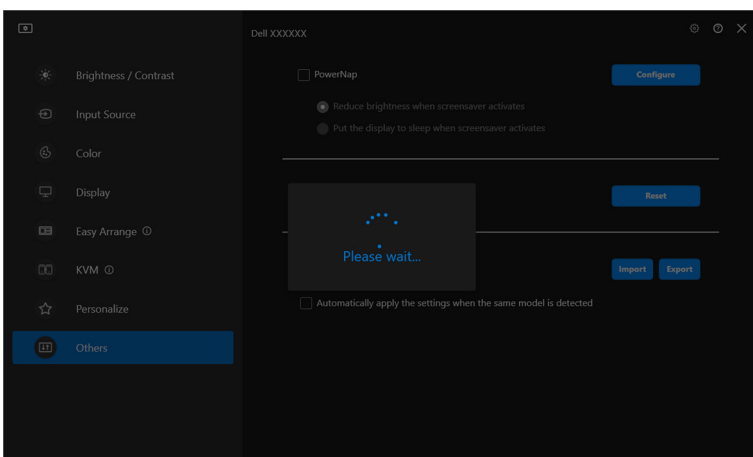 Dell XXXXXX
Brightness / Contrast
Input Source
Color
Display
Easy Arrange
KVM
Personalize
Others
PowerNap
Configure
Reduce brightness when screensaver activates
Put the display to sleep when screensaver activates
Reset
Please wait...
Import
Export
Automatically apply the settings when the same model is detected